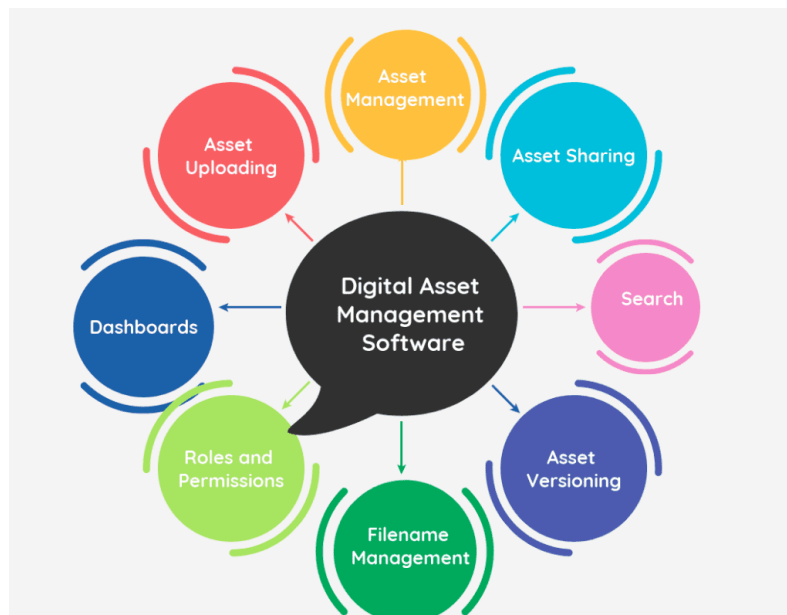 Asset
Management
Asset
Uploading
Asset Sharing
Digital Asset
Management
Software
Dashboards
Search
Roles and
Permissions
Asset
Versioning
Filename
Management